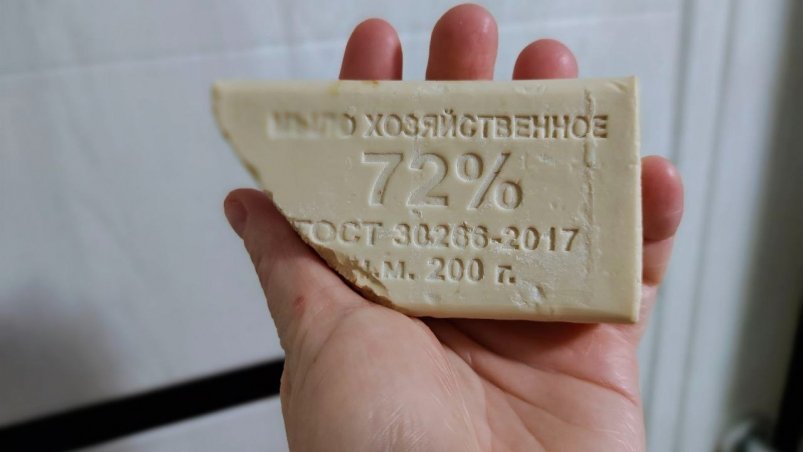 МЫЛО ХОЗЯЙСТВЕННОЕ
72%
ГОСТ 30266-2017
н.м. 200 г.